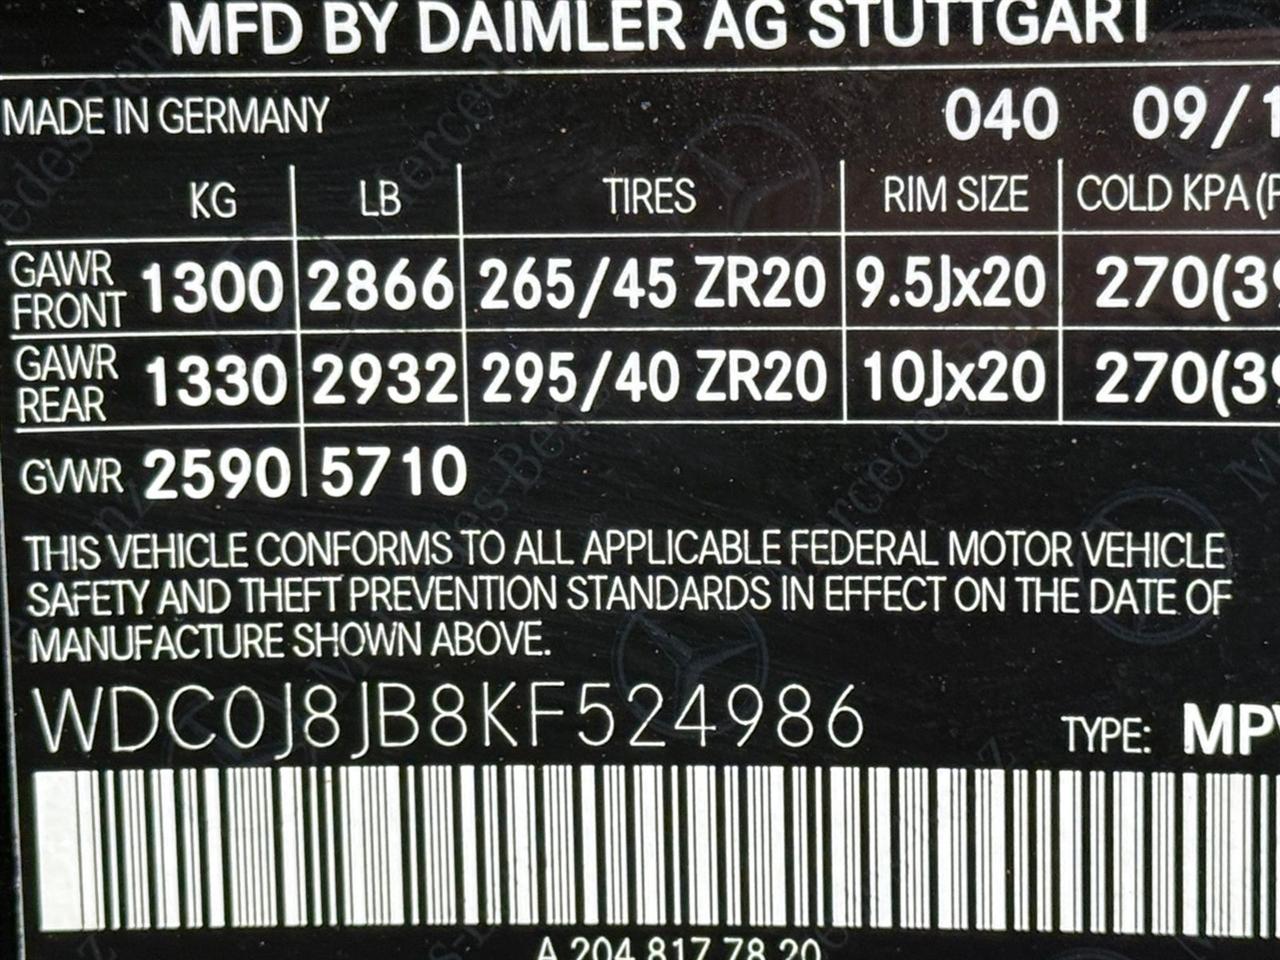 MFD BY DAIMLER AG STUTTGART
MADE IN GERMANY 040 09/1
KG LB TIRES RIM SIZE COLD KPA (P
GAWR FRONT 1300 2866 265/45 ZR20 9.5Jx20 270(39
GAWR REAR 1330 2932 295/40 ZR20 10Jx20 270(39
GVWR 2590 5710
THIS VEHICLE CONFORMS TO ALL APPLICABLE FEDERAL MOTOR VEHICLE
SAFETY AND THEFT PREVENTION STANDARDS IN EFFECT ON THE DATE OF
MANUFACTURE SHOWN ABOVE.
WDC0J8JB8KF524986 TYPE: MPV
A 204 817 78 20